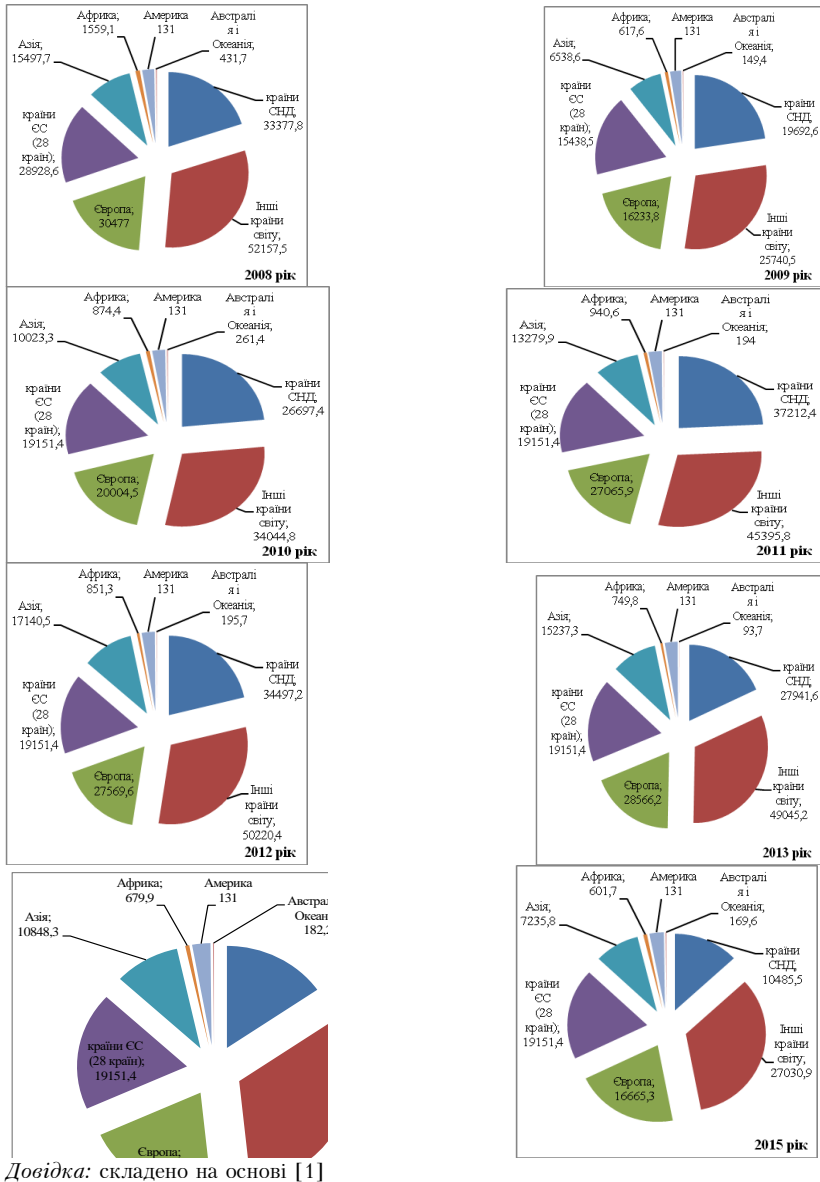 Азія;
15497,7
Африка;
1559,1
Америка
131
Австралі
я і
Океанія;
431,7
країни
ЄС
(28
країн);
28928,6
країни
СНД;
33377,8
Європа;
30477
Інші
країни
світу;
52157,5
2008 рік
Азія;
6538,6
Африка;
617,6
Америка
131
Австралі
я і
Океанія;
149,4
країни
ЄС
(28
країн);
15438,5
країни
СНД;
19692,6
Європа;
16233,8
Інші
країни
світу;
25740,5
2009 рік
Азія;
10023,3
Африка;
874,4
Америка
131
Австралі
я і
Океанія;
261,4
країни
ЄС
(28
країн);
19151,4
країни
СНД;
26697,4
Європа;
20004,5
Інші
країни
світу;
34044,8
2010 рік
Азія;
13279,9
Африка;
940,6
Америка
131
Австралі
я і
Океанія;
194
країни
ЄС
(28
країн);
19151,4
країни
СНД;
37212,4
Європа;
27065,9
Інші
країни
світу;
45395,8
2011 рік
Азія;
17140,5
Африка;
851,3
Америка
131
Австралі
я і
Океанія;
195,7
країни
ЄС
(28
країн);
19151,4
країни
СНД;
34497,2
Європа;
27569,6
Інші
країни
світу;
50220,4
2012 рік
Азія;
15237,3
Африка;
749,8
Америка
131
Австралі
я і
Океанія;
93,7
країни
ЄС
(28
країн);
19151,4
країни
СНД;
27941,6
Європа;
28566,2
Інші
країни
світу;
49045,2
2013 рік
Азія;
10848,3
Африка;
679,9
Америка
131
Австрал
Океан
182,2
країни ЄС
(28 країн);
19151,4
Європа;
Азія;
7235,8
Африка;
601,7
Америка
131
Австралі
я і
Океанія;
169,6
країни
ЄС
(28
країн);
19151,4
країни
СНД;
10485,5
Європа;
16665,3
Інші
країни
світу;
27030,9
2015 рік
Довідка: складено на основі [1]